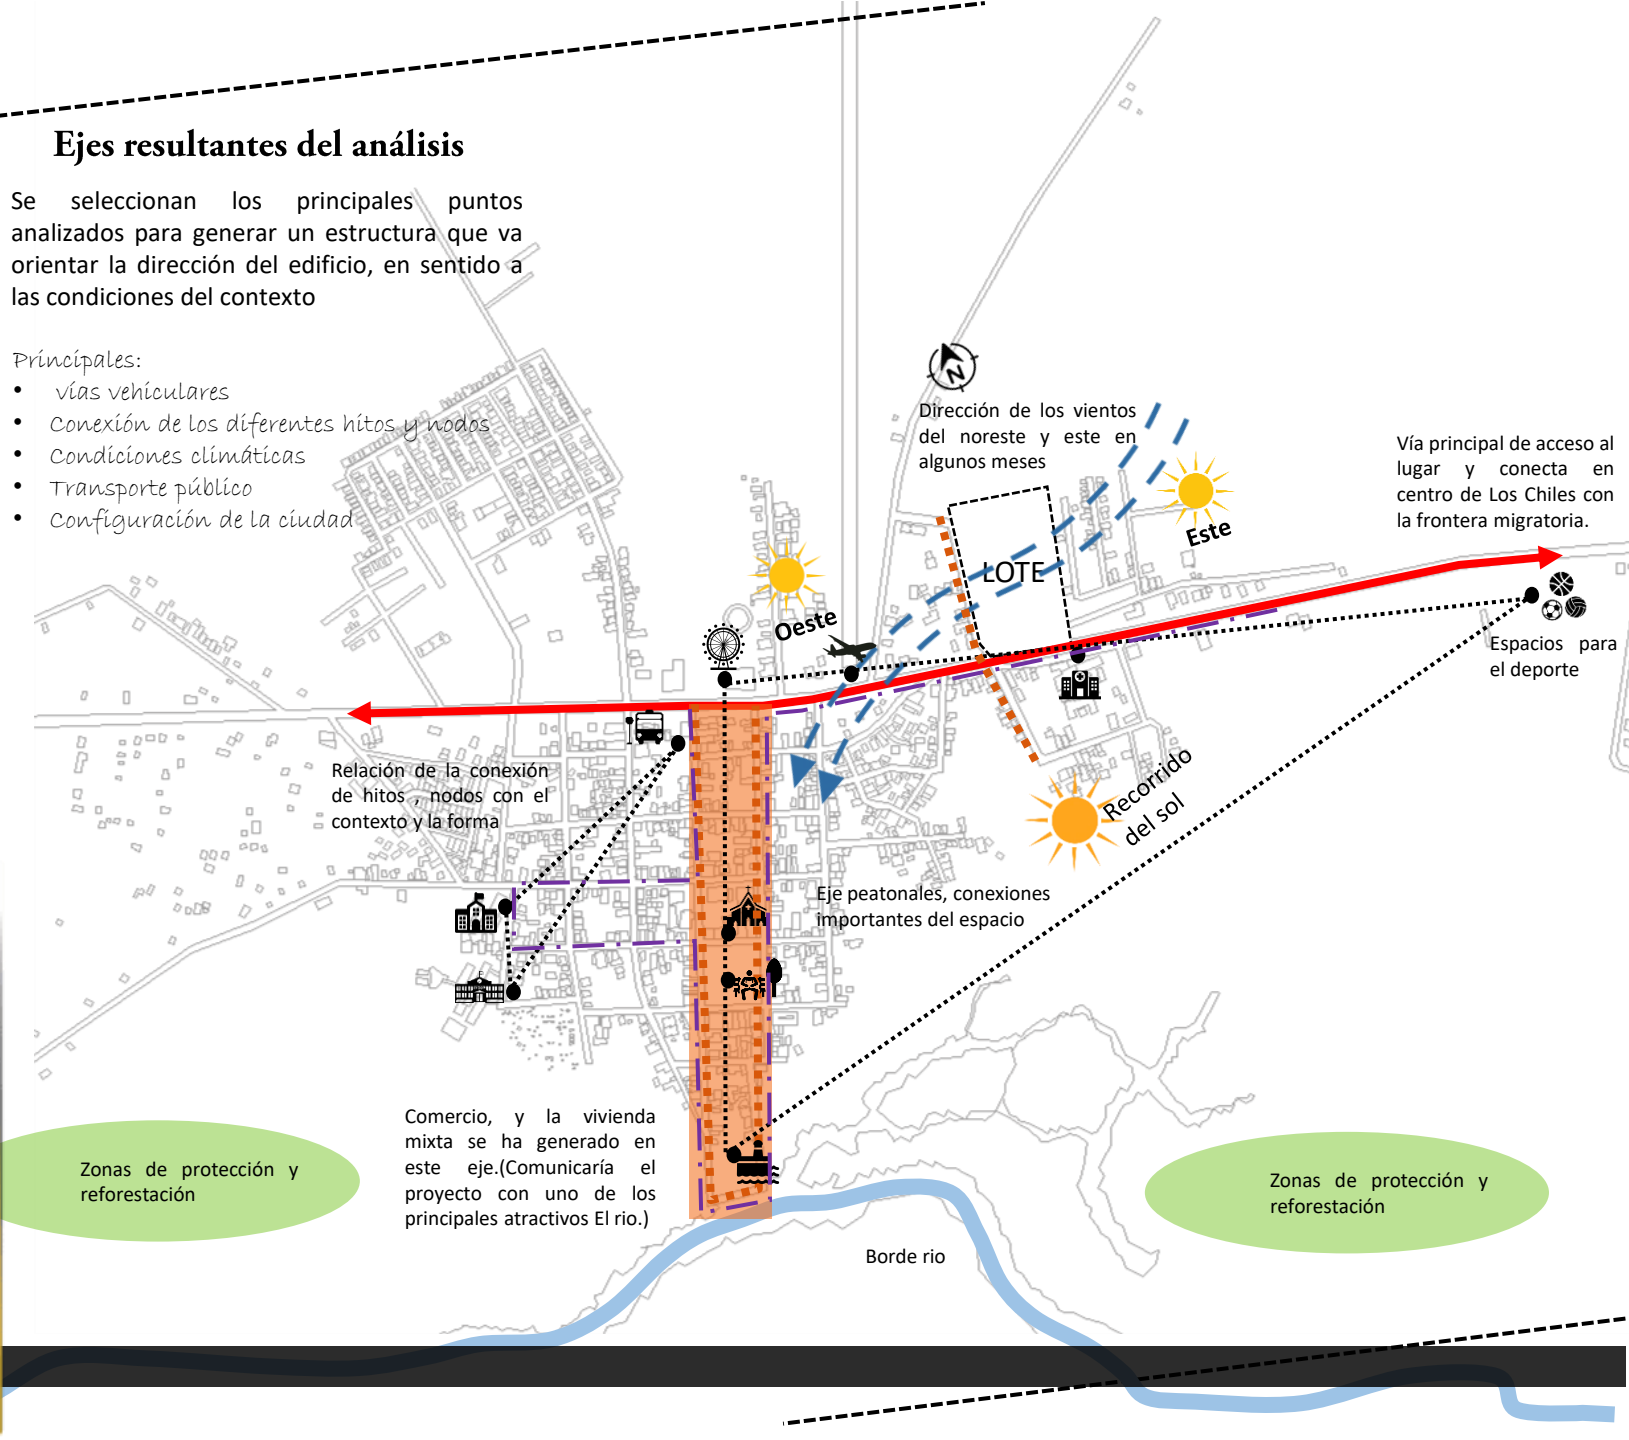 Ejes resultantes del análisis
Se seleccionan los principales puntos
analizados para generar un estructura que va
orientar la dirección del edificio, en sentido a
las condiciones del contexto
Principales:
• vías vehiculares
• Conexión de los diferentes hitos y nodos
• Condiciones climáticas
• Transporte público
• Configuración de la ciudad
N
Dirección de los vientos
del noreste y este en
algunos meses
Este
Vía principal de acceso al
lugar y conecta en
centro de Los Chiles con
la frontera migratoria.
LOTE
Oeste
Espacios para
el deporte
Relación de la conexión
de hitos , nodos con el
contexto y la forma
Recorrido
del sol
Eje peatonales, conexiones
importantes del espacio
Comercio, y la vivienda
mixta se ha generado en
este eje.(Comunicaría el
proyecto con uno de los
principales atractivos El rio.)
Zonas de protección y
reforestación
Zonas de protección y
reforestación
Borde rio